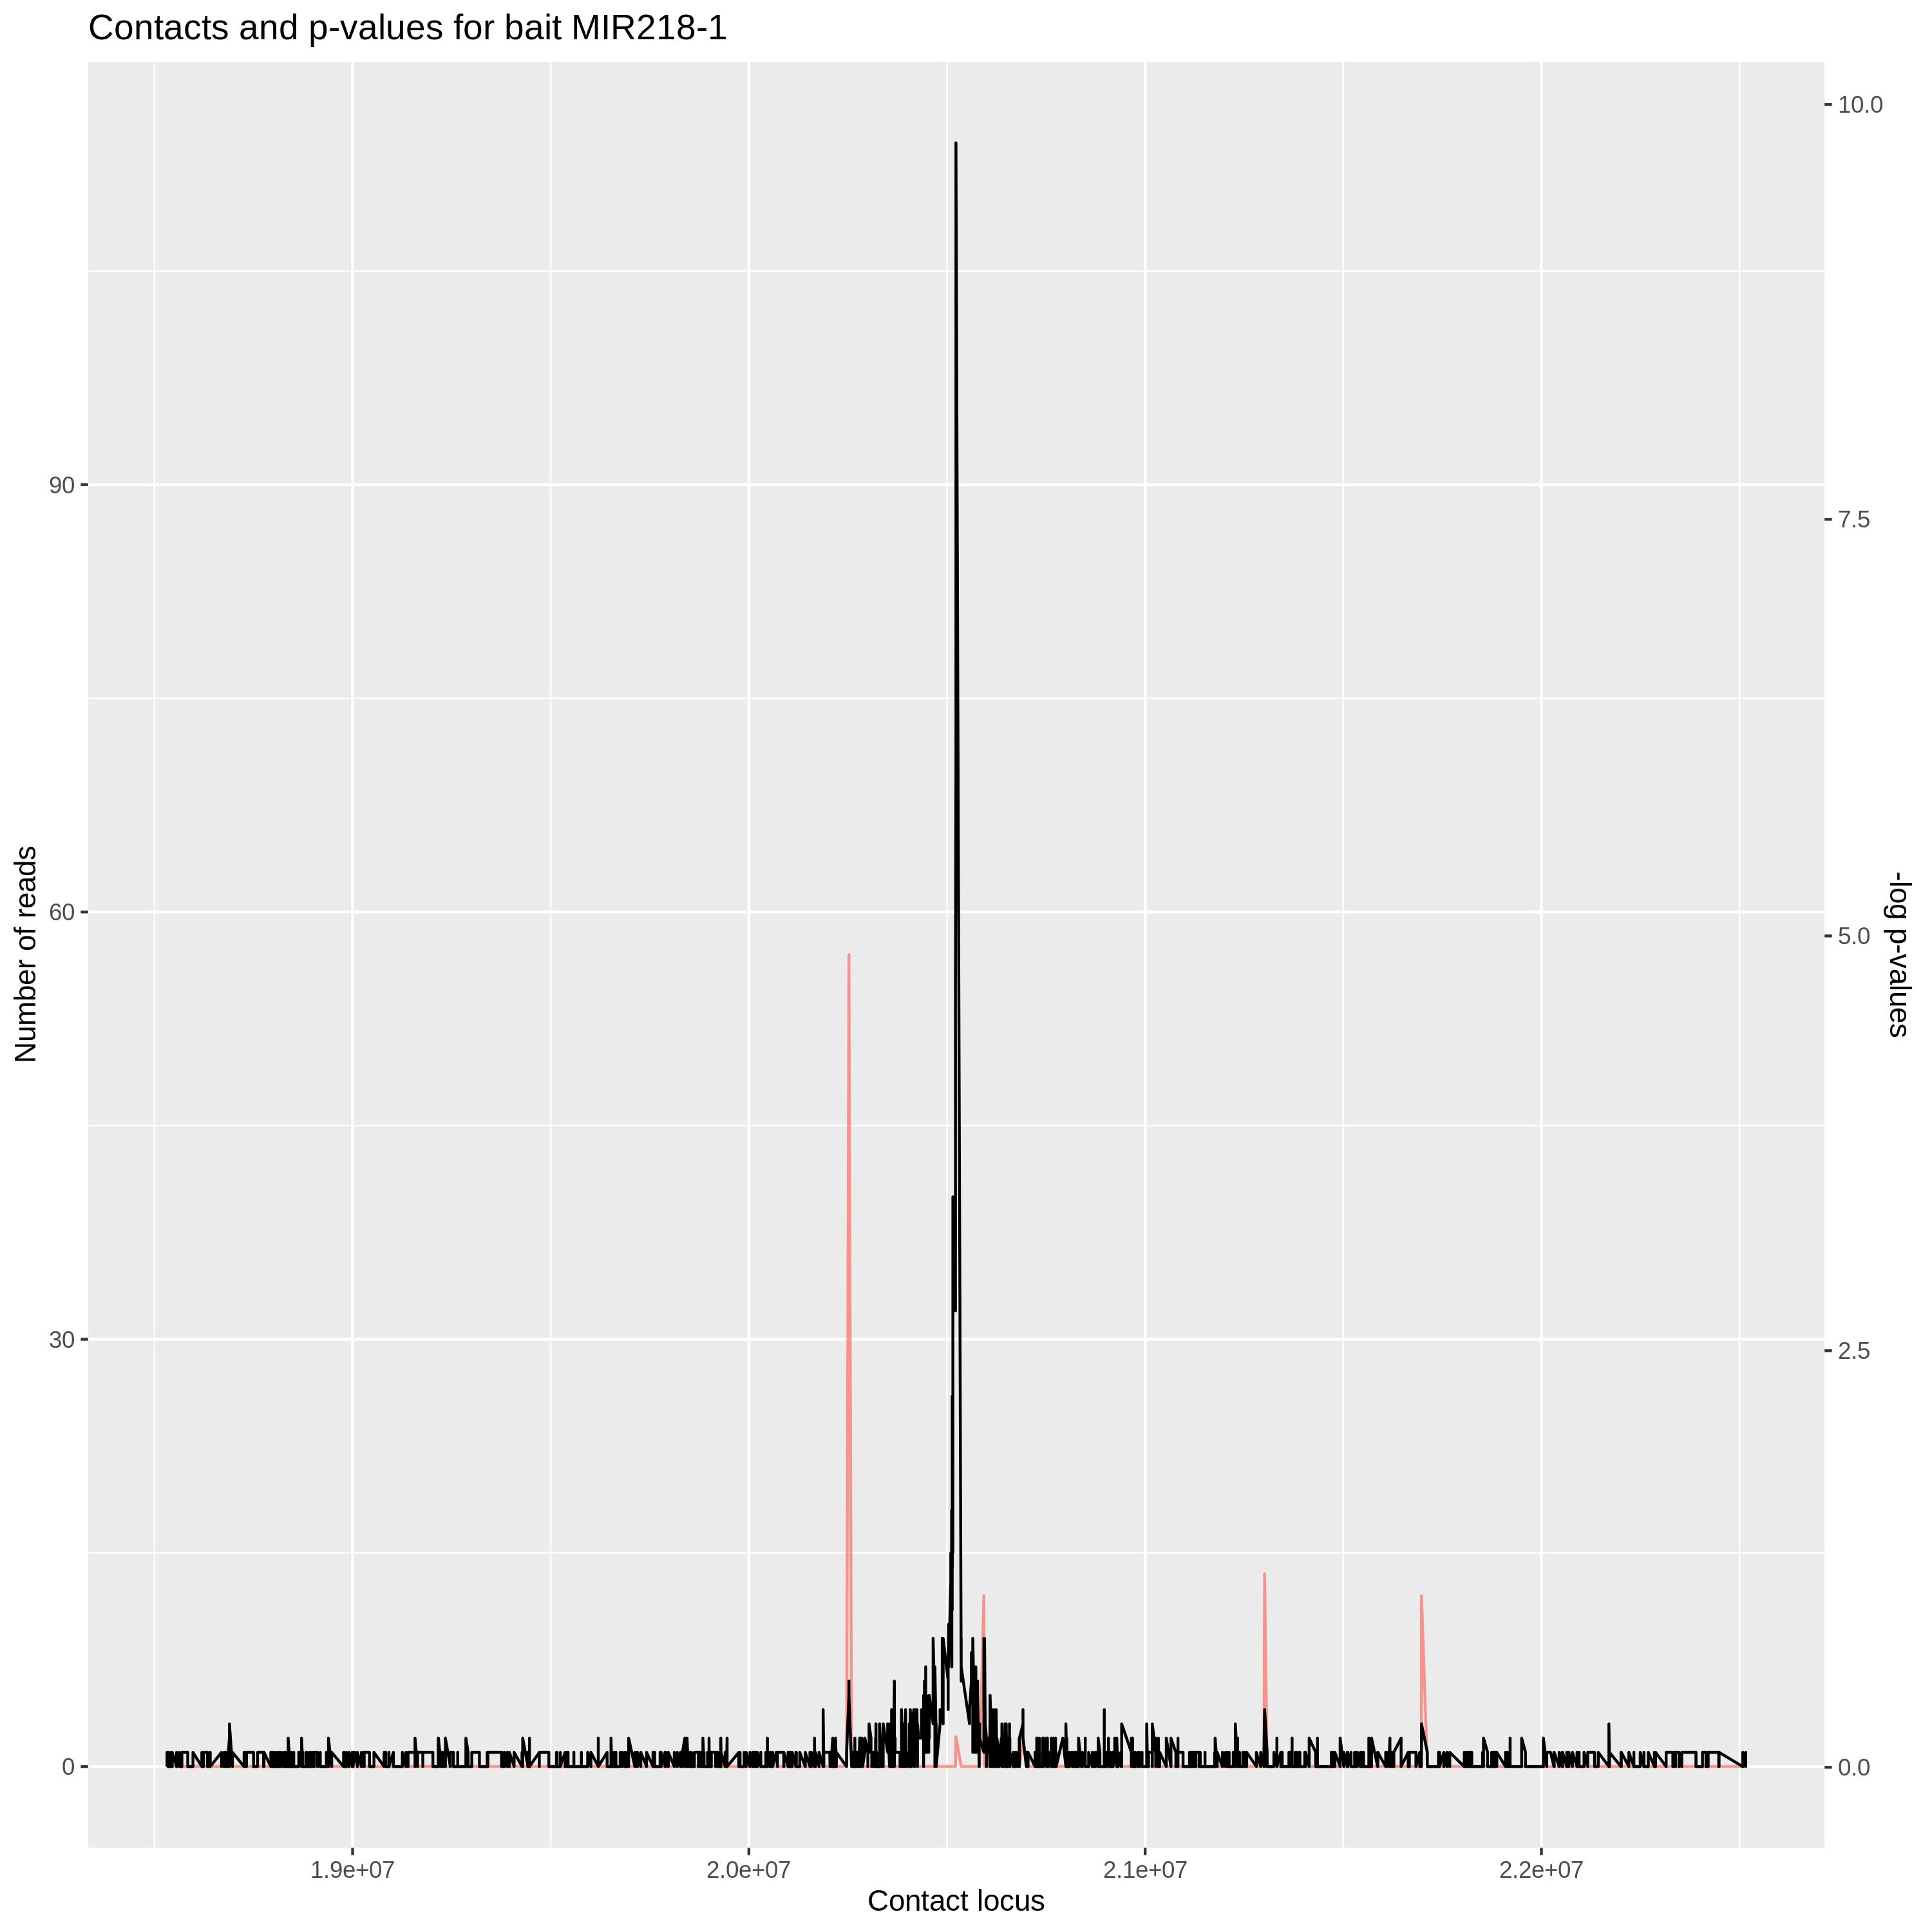 Contacts and p-values for bait MIR218-1
10.0
90
7.5
60
5.0
Number of reads
-log p-values
30
2.5
0
0.0
1.9e+07
2.0e+07
2.1e+07
2.2e+07
Contact locus